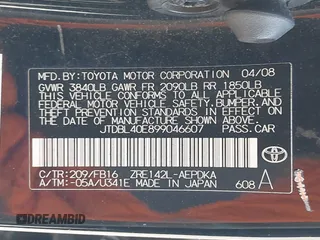 MFD. BY: TOYOTA MOTOR CORPORATION 04/08
GVWR 3840LB GAWR FR 2090LB RR 1850LB
THIS VEHICLE CONFORMS TO ALL APPLICABLE
FEDERAL MOTOR VEHICLE SAFETY, BUMPER, AND
THEFT PREVENTION STANDARDS IN EFFECT ON
THE DATE OF MANUFACTURE SHOWN ABOVE.
JTDBL40E899046607 PASS.CAR
C/TR: 209/FB16 ZRE142L-AEPDKA
A/TM: -05A/U341E MADE IN JAPAN 608 A
DREAMBID